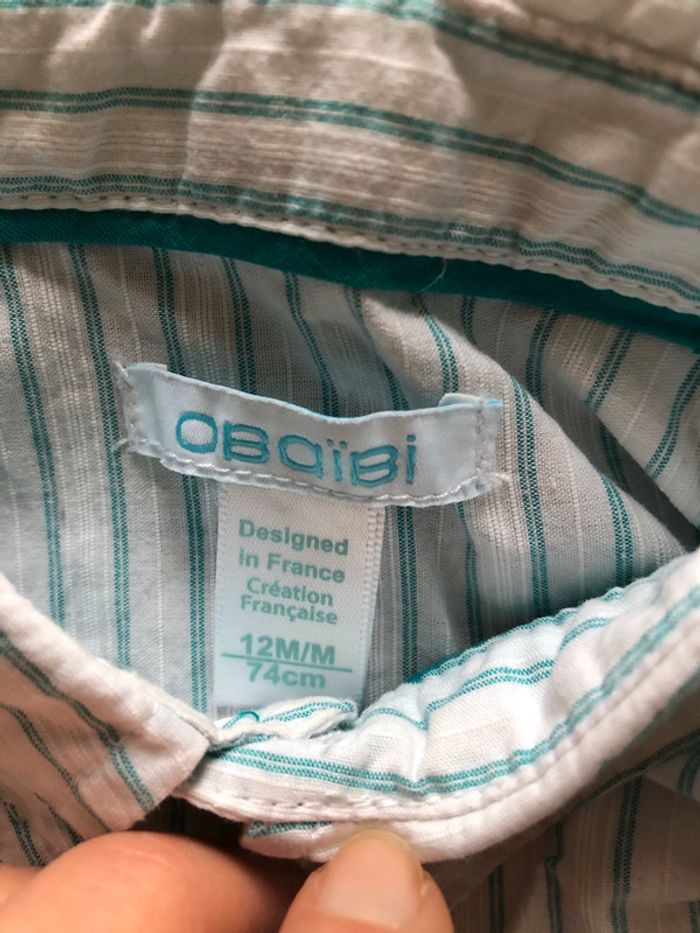 obaïbi
Designed
in France
Création
Française
12M/M
74cm